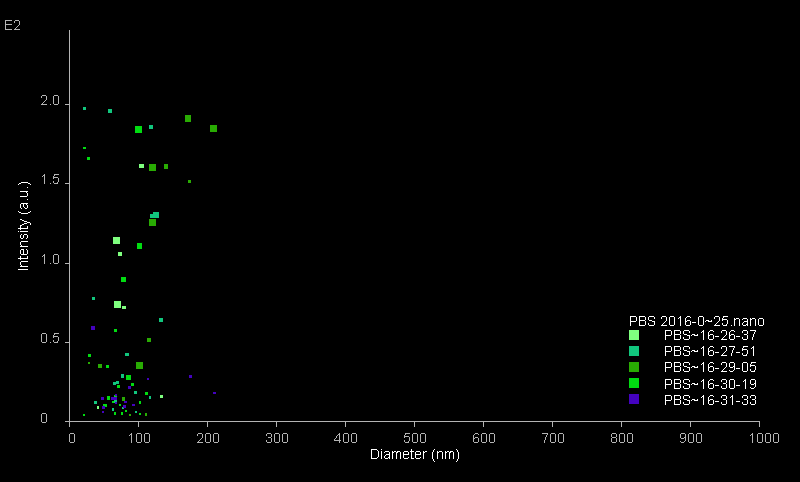 E2
2.0
1.5
1.0
0.5
0
Intensity (a.u.)
PBS 2016-0~25.nano
PBS~16-26-37
PBS~16-27-51
PBS~16-29-05
PBS~16-30-19
PBS~16-31-33
0 100 200 300 400 500 600 700 800 900 1000
Diameter (nm)